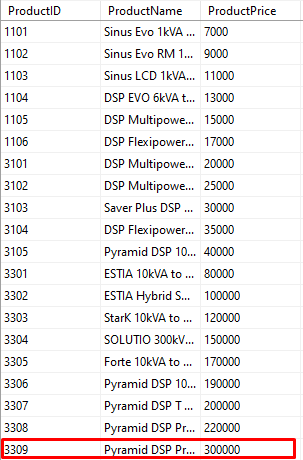 ProductID ProductName ProductPrice
1101 Sinus Evo 1kVA ... 7000
1102 Sinus Evo RM 1... 9000
1103 Sinus LCD 1kVA... 11000
1104 DSP EVO 6kVA t... 13000
1105 DSP Multipowe... 15000
1106 DSP Flexipower... 17000
3101 DSP Multipowe... 20000
3102 DSP Multipowe... 25000
3103 Saver Plus DSP ... 30000
3104 DSP Flexipower... 35000
3105 Pyramid DSP 10... 40000
3301 ESTIA 10kVA to ... 80000
3302 ESTIA Hybrid S... 100000
3303 StarK 10kVA to ... 120000
3304 SOLUTIO 300kV... 150000
3305 Forte 10kVA to ... 170000
3306 Pyramid DSP 10... 190000
3307 Pyramid DSP T ... 200000
3308 Pyramid DSP Pr... 220000
3309 Pyramid DSP Pr... 300000